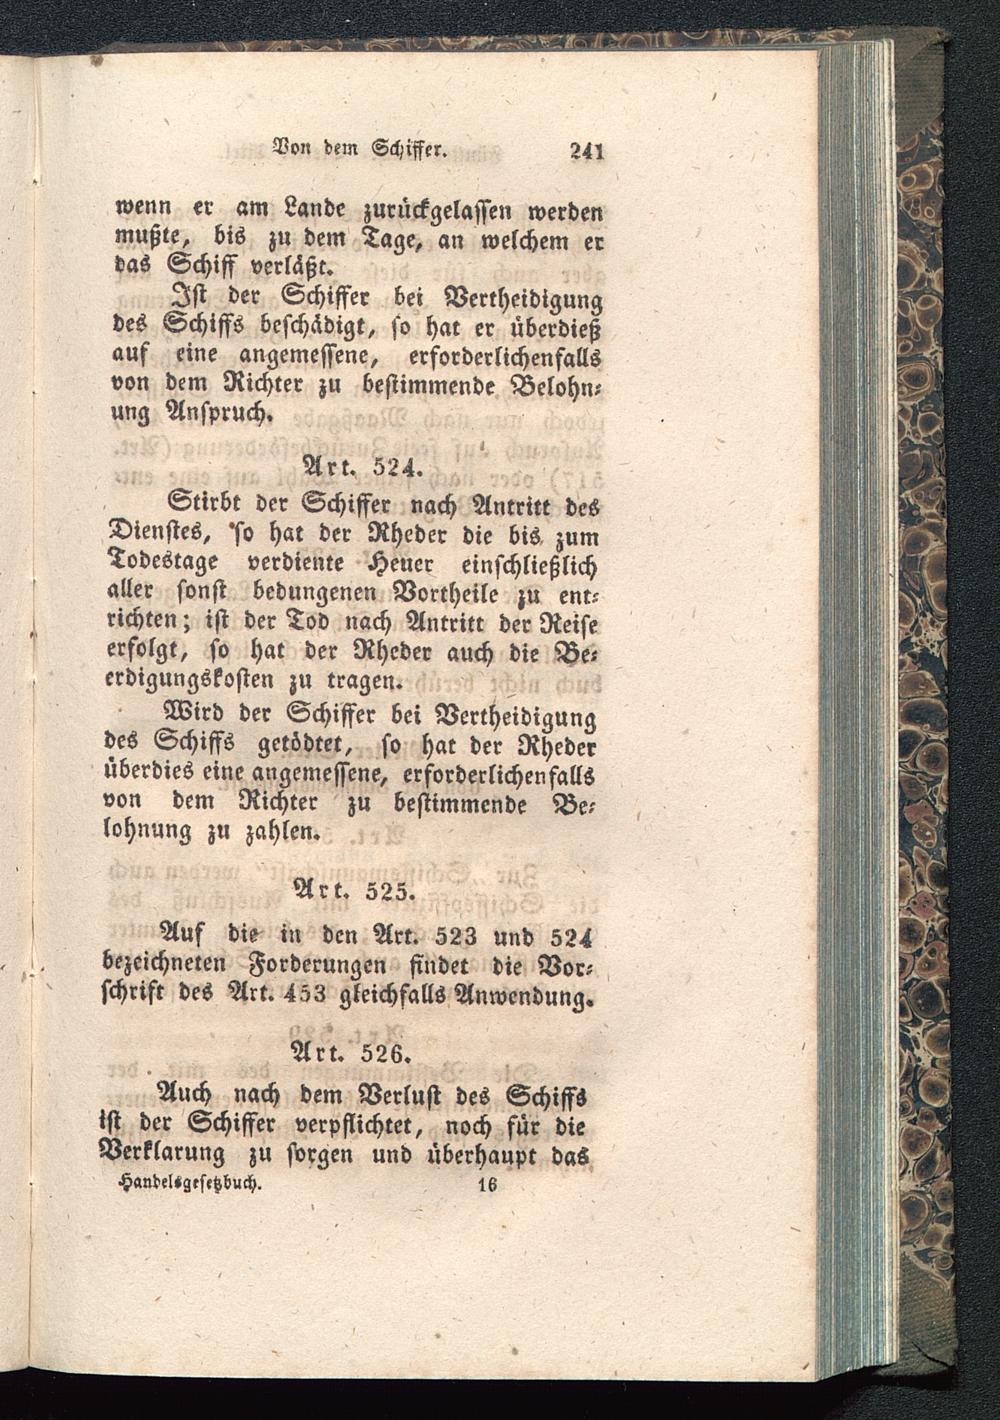 Von dem Schiffer. 241
wenn er am Lande zurückgelassen werden
mußte, bis zu dem Tage, an welchem er
das Schiff verläßt.
Ist der Schiffer bei Vertheidigung
des Schiffs beschädigt, so hat er überdieß
auf eine angemessene, erforderlichenfalls
von dem Richter zu bestimmende Belohn-
ung Anspruch.
Art. 524.
Stirbt der Schiffer nach Antritt des
Dienstes, so hat der Rheder die bis zum
Todestage verdiente Heuer einschließlich
aller sonst bedungenen Vortheile zu ent-
richten; ist der Tod nach Antritt der Reise
erfolgt, so hat der Rheder auch die Be-
erdigungskosten zu tragen.
Wird der Schiffer bei Vertheidigung
des Schiffs getödtet, so hat der Rheder
überdies eine angemessene, erforderlichenfalls
von dem Richter zu bestimmende Be-
lohnung zu zahlen.
Art. 525.
Auf die in den Art. 523 und 524
bezeichneten Forderungen findet die Vor-
schrift des Art. 453 gleichfalls Anwendung.
Art. 526.
Auch nach dem Verlust des Schiffs
ist der Schiffer verpflichtet, noch für die
Verklarung zu sorgen und überhaupt das
Handelsgesetzbuch. 16